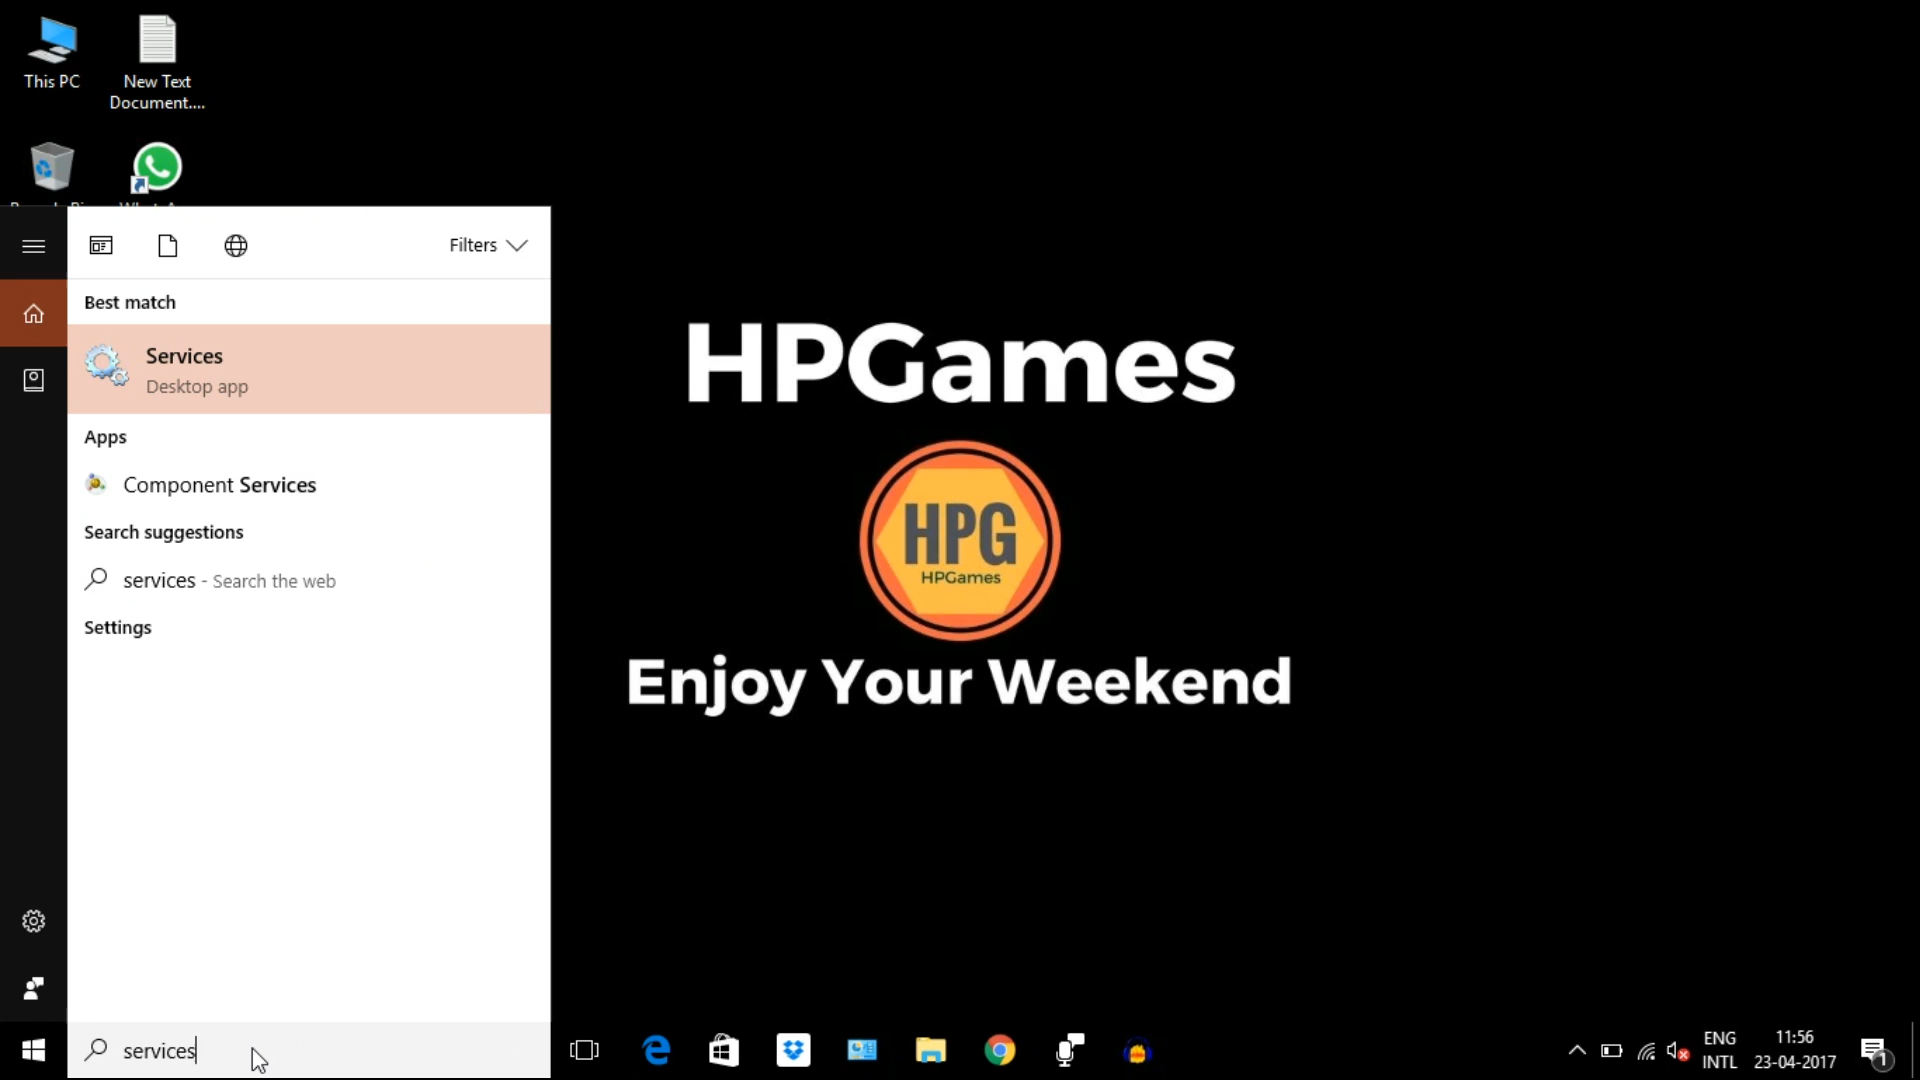 This PC
New Text
Document....
Filters
Best match
Services
Desktop app
Apps
Component Services
Search suggestions
services - Search the web
Settings
services
HPGames
HPG
HPGames
Enjoy Your Weekend
ENG
INTL
11:56
23-04-2017
1